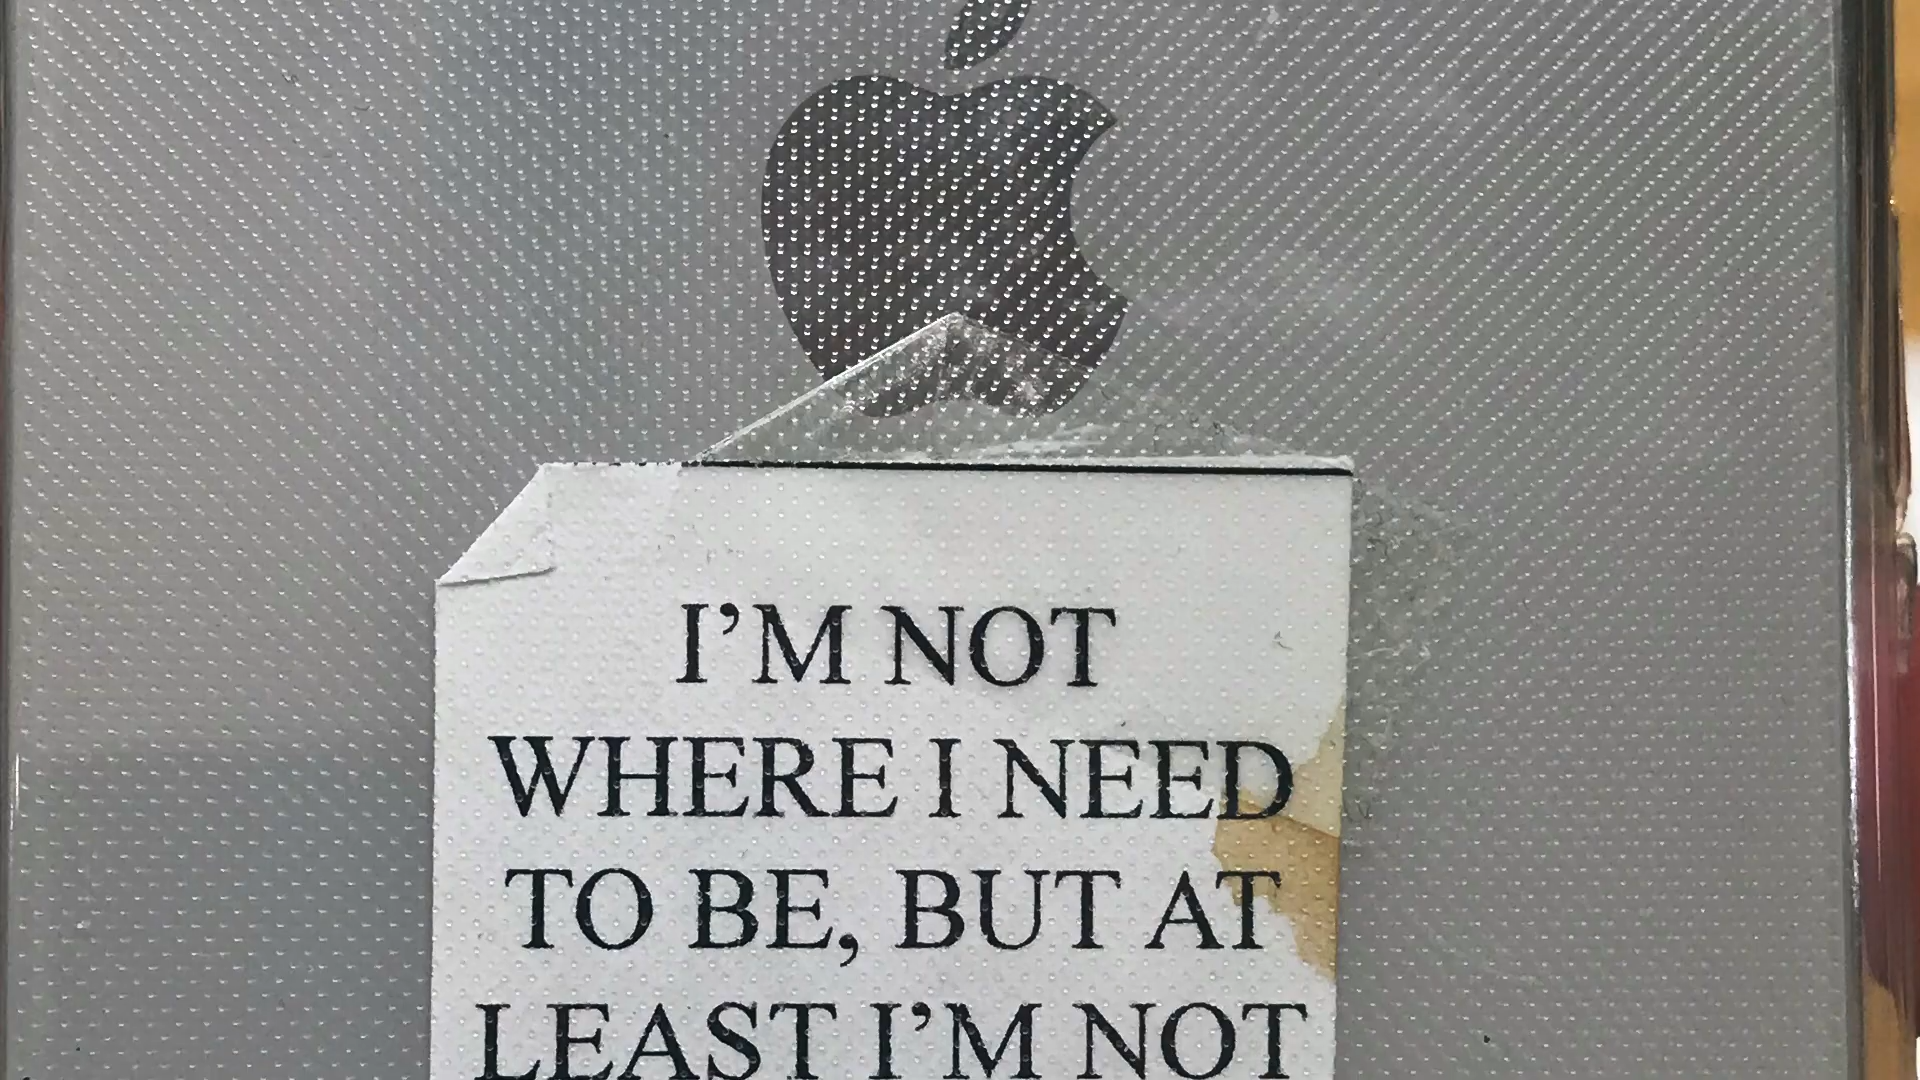 I’M NOT
WHERE I NEED
TO BE, BUT AT
LEAST I’M NOT